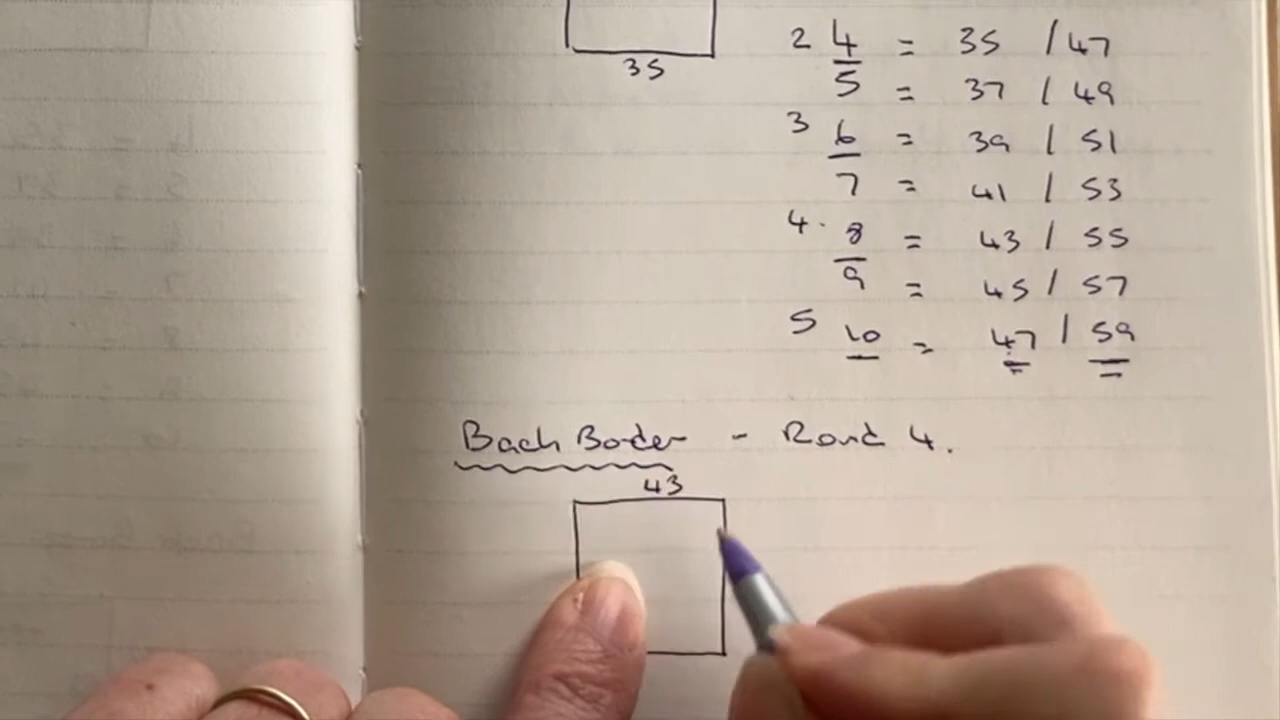 35
2 4 = 35 / 47
5 = 37 / 49
3 6 = 39 / 51
7 = 41 / 53
4. 8 = 43 / 55
9 = 45 / 57
5 10 = 47 / 59
Back Border - Round 4.
43